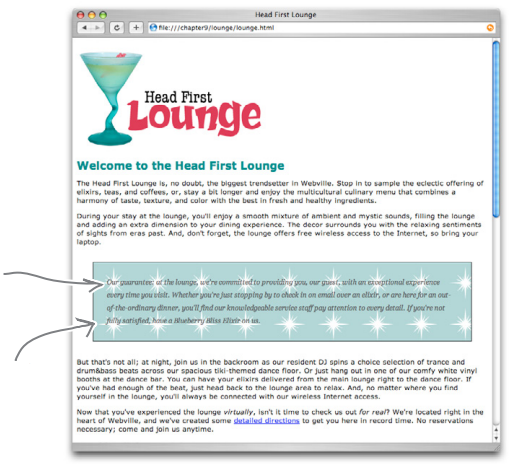 Head First Lounge
file:///chapter9/lounge/lounge.html
Head First
Lounge
Welcome to the Head First Lounge
The Head First Lounge is, no doubt, the biggest trendsetter in Webville. Stop in to sample the eclectic offering of
elixirs, teas, and coffees, or, stay a bit longer and enjoy the multicultural culinary menu that combines a
harmony of taste, texture, and color with the best in fresh and healthy ingredients.
During your stay at the lounge, you'll enjoy a smooth mixture of ambient and mystic sounds, filling the lounge
and adding an extra dimension to your dining experience. The decor surrounds you with the relaxing sentiments
of sights from eras past. And, don't forget, the lounge offers free wireless access to the Internet, so bring your
laptop.
Our guarantee: at the lounge, we're committed to providing you, our guest, with an exceptional experience
every time you visit. Whether you're just stopping by to check in on email over an elixir, or are here for an out-
of-the-ordinary dinner, you'll find our knowledgeable service staff pay attention to every detail. If you're not
fully satisfied, have a Blueberry Bliss Elixir on us.
But that's not all; at night, join us in the backroom as our resident DJ spins a choice selection of trance and
drum&bass beats across our spacious tiki-themed dance floor. Or just hang out in one of our comfy white vinyl
booths at the dance bar. You can have your elixirs delivered from the main lounge right to the dance floor. If
you've had enough of the beat, just head back to the lounge area to relax. And, no matter where you find
yourself in the lounge, you'll always be connected with our wireless Internet access.
Now that you've experienced the lounge virtually, isn't it time to check us out for real? We're located right in the
heart of Webville, and we've created some detailed directions to get you here in record time. No reservations
necessary; come and join us anytime.